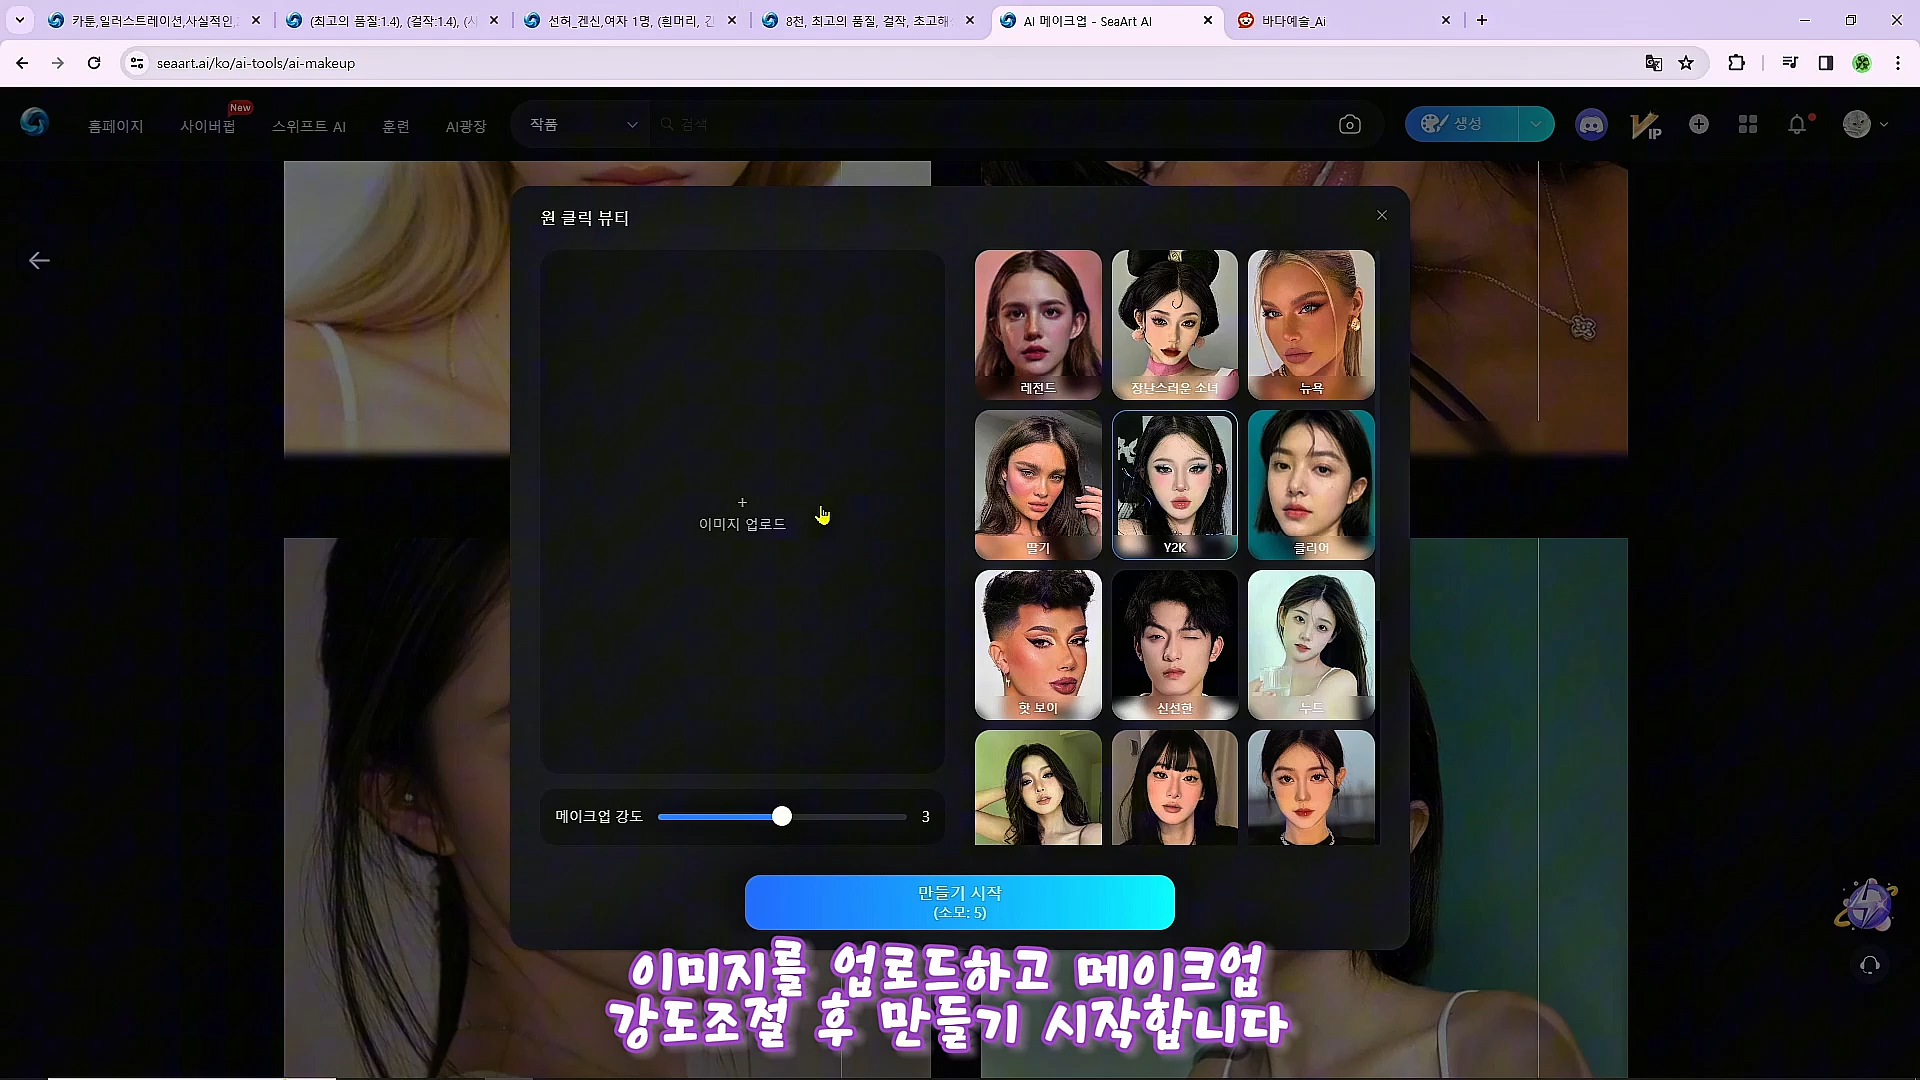 카툰,일러스트레이션,사실적인,
(최고의 품질:1.4), (걸작:1.4), (사
선허_겐신,여자 1명, (흰머리, 긴
8천, 최고의 품질, 걸작, 초고해
AI 메이크업 - SeaArt AI
바다예술_Ai
seaart.ai/ko/ai-tools/ai-makeup
홈페이지
사이버펍
New
스위프트 AI
훈련
AI광장
작품
검색
생성
VIP
원 클릭 뷰티
+
이미지 업로드
레전드
장난스러운 소녀
뉴욕
딸기
Y2K
클리어
핫 보이
신선한
누드
메이크업 강도
3
만들기 시작
(소모: 5)
이미지를 업로드하고 메이크업
강도조절 후 만들기 시작합니다